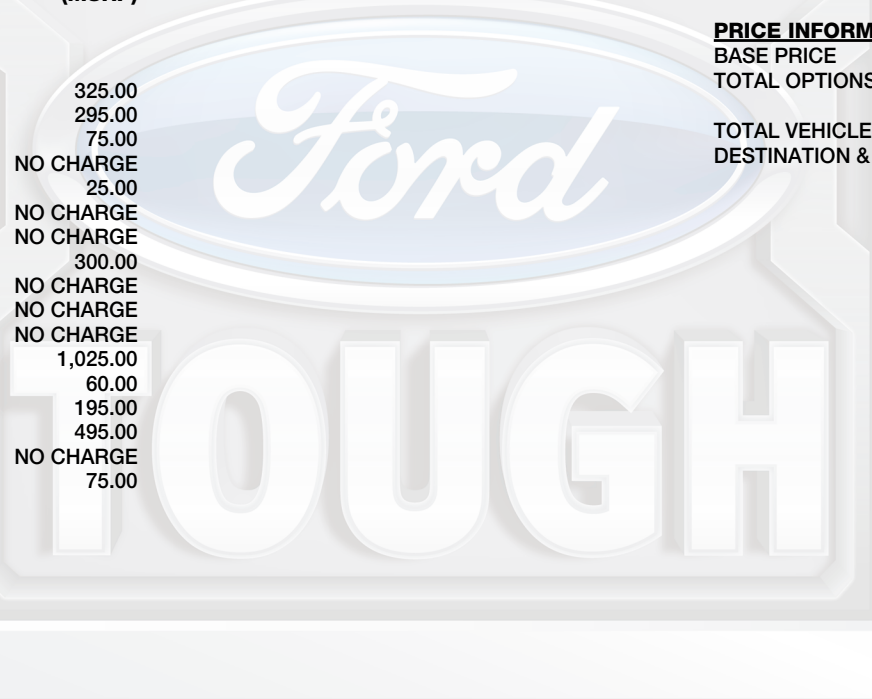 (MSRP)
325.00
295.00
75.00
NO CHARGE
25.00
NO CHARGE
NO CHARGE
300.00
NO CHARGE
NO CHARGE
NO CHARGE
1,025.00
60.00
195.00
495.00
NO CHARGE
75.00
PRICE INFORM
BASE PRICE
TOTAL OPTIONS
TOTAL VEHICLE
DESTINATION &
Ford
TOUGH